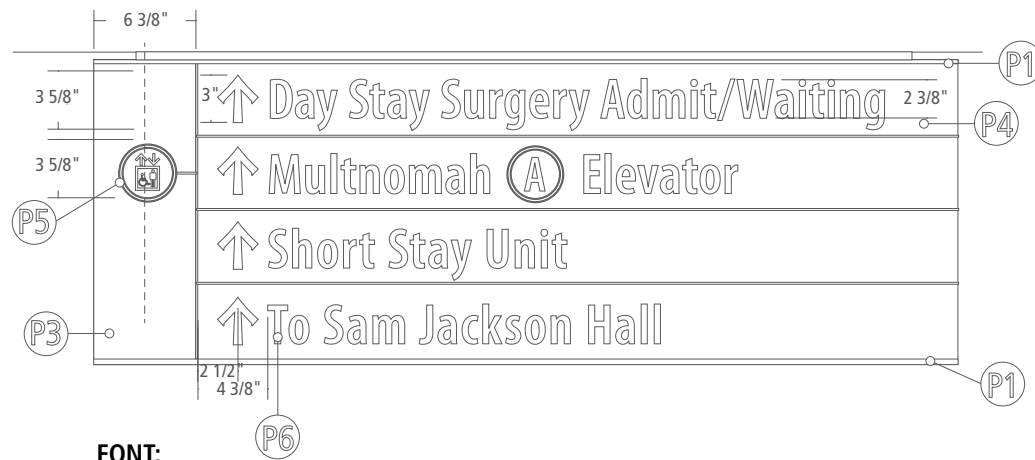 6 3/8"
P1
3 5/8"
3"
Day Stay Surgery Admit/Waiting
2 3/8"
P4
3 5/8"
Multnomah A Elevator
P5
Short Stay Unit
P3
To Sam Jackson Hall
2 1/2"
4 3/8"
P1
P6
FONT: